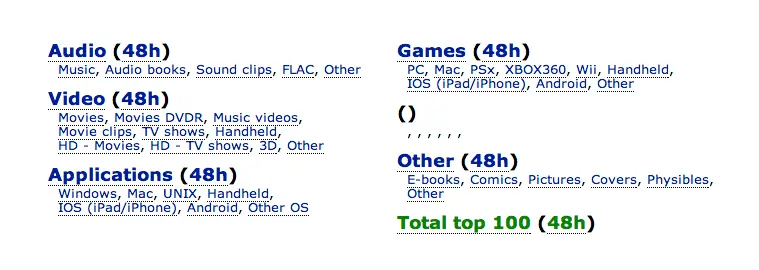 Audio (48h)
Music, Audio books, Sound clips, FLAC, Other
Video (48h)
Movies, Movies DVDR, Music videos,
Movie clips, TV shows, Handheld,
HD - Movies, HD - TV shows, 3D, Other
Applications (48h)
Windows, Mac, UNIX, Handheld,
IOS (iPad/iPhone), Android, Other OS
Games (48h)
PC, Mac, PSx, XBOX360, Wii, Handheld,
IOS (iPad/iPhone), Android, Other
()
, , , , , ,
Other (48h)
E-books, Comics, Pictures, Covers, Physibles,
Other
Total top 100 (48h)